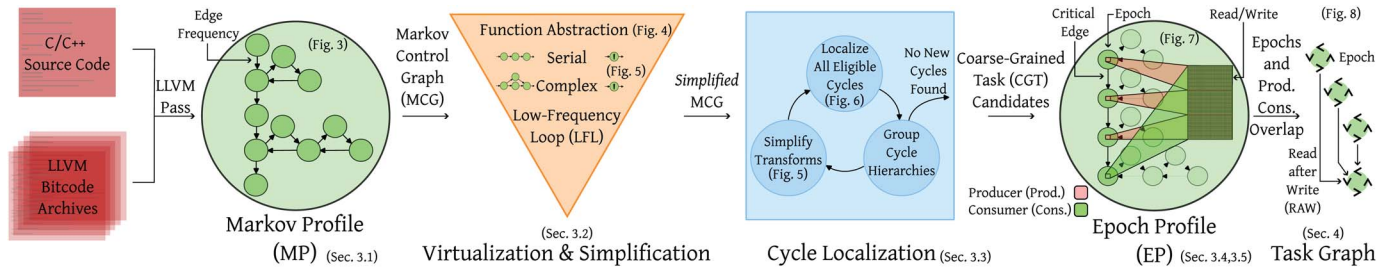 C/C++
Source Code
LLVM
Bitcode
Archives
LLVM
Pass
Edge
Frequency
(Fig. 3)
Markov Profile
(MP) (Sec. 3.1)
Markov
Control
Graph
(MCG)
Function Abstraction (Fig. 4)
Serial
(Fig. 5)
Complex
Low-Frequency
Loop (LFL)
(Sec. 3.2)
Virtualization & Simplification
Simplified
MCG
Localize
All Eligible
Cycles
(Fig. 6)
Simplify
Transforms
(Fig. 5)
Group
Cycle
Hierarchies
No New
Cycles
Found
Cycle Localization (Sec. 3.3)
Coarse-Grained
Task (CGT)
Candidates
Critical
Edge
Epoch
Read/Write
(Fig. 7)
Producer (Prod.)
Consumer (Cons.)
Epoch Profile
(EP) (Sec. 3.4,3.5)
Epochs
and
Prod.
Cons.
Overlap
(Fig. 8)
Epoch
Read
after
Write
(RAW)
(Sec. 4)
Task Graph